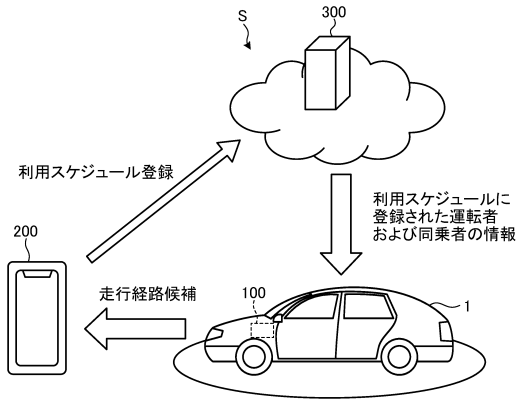 S
300
利用スケジュール登録
利用スケジュールに
登録された運転者
および同乗者の情報
200
走行経路候補
100
1